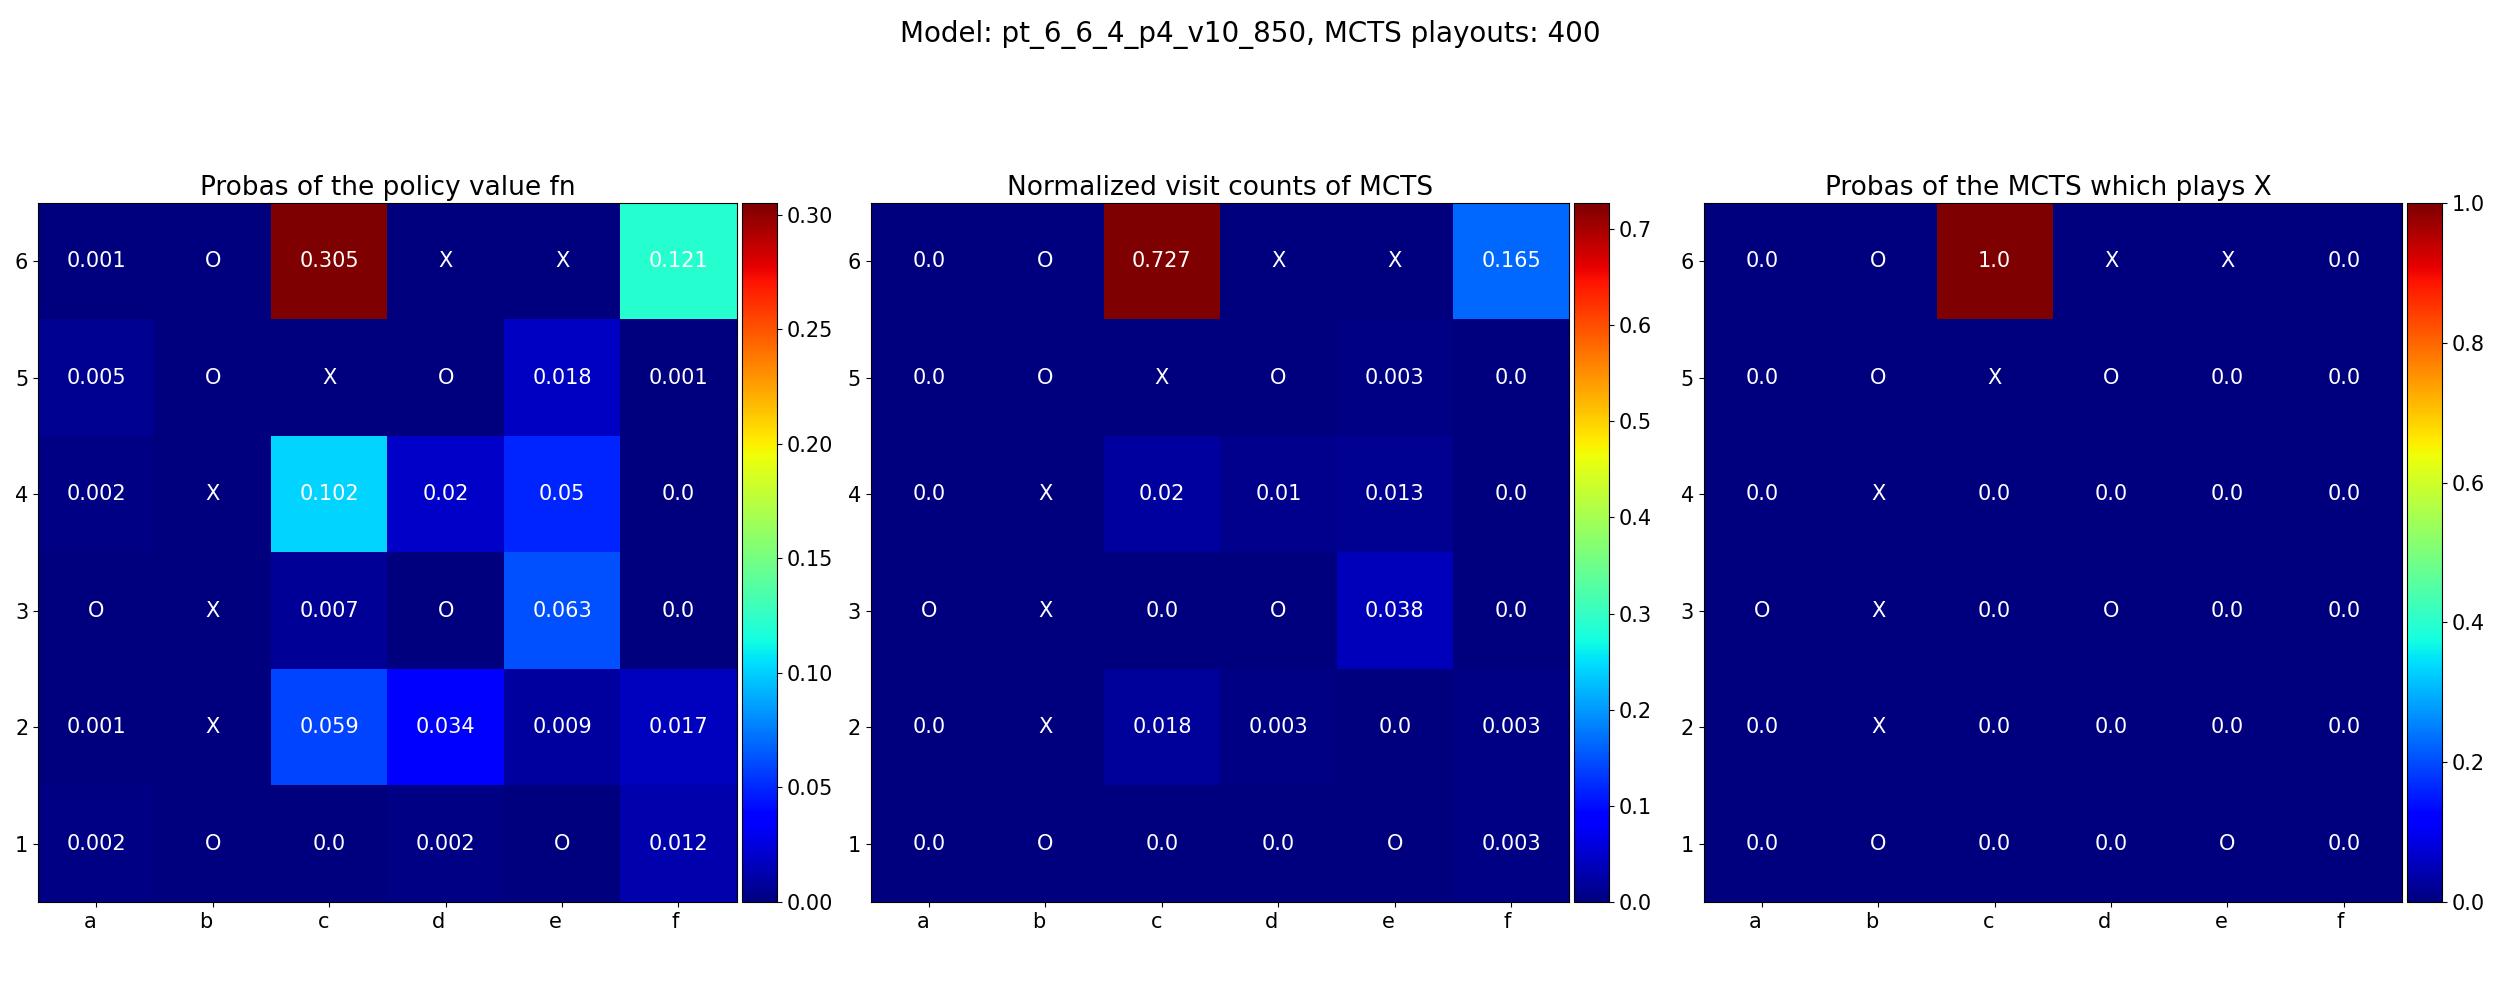 Model: pt_6_6_4_p4_v10_850, MCTS playouts: 400
Probas of the policy value fn
6 0.001 O 0.305 X X 0.121
5 0.005 O X O 0.018 0.001
4 0.002 X 0.102 0.02 0.05 0.0
3 O X 0.007 O 0.063 0.0
2 0.001 X 0.059 0.034 0.009 0.017
1 0.002 O 0.0 0.002 O 0.012
a b c d e f
0.30
0.25
0.20
0.15
0.10
0.05
0.00
Normalized visit counts of MCTS
6 0.0 O 0.727 X X 0.165
5 0.0 O X O 0.003 0.0
4 0.0 X 0.02 0.01 0.013 0.0
3 O X 0.0 O 0.038 0.0
2 0.0 X 0.018 0.003 0.0 0.003
1 0.0 O 0.0 0.0 O 0.003
a b c d e f
0.7
0.6
0.5
0.4
0.3
0.2
0.1
0.0
Probas of the MCTS which plays X
6 0.0 O 1.0 X X 0.0
5 0.0 O X O 0.0 0.0
4 0.0 X 0.0 0.0 0.0 0.0
3 O X 0.0 O 0.0 0.0
2 0.0 X 0.0 0.0 0.0 0.0
1 0.0 O 0.0 0.0 O 0.0
a b c d e f
1.0
0.8
0.6
0.4
0.2
0.0